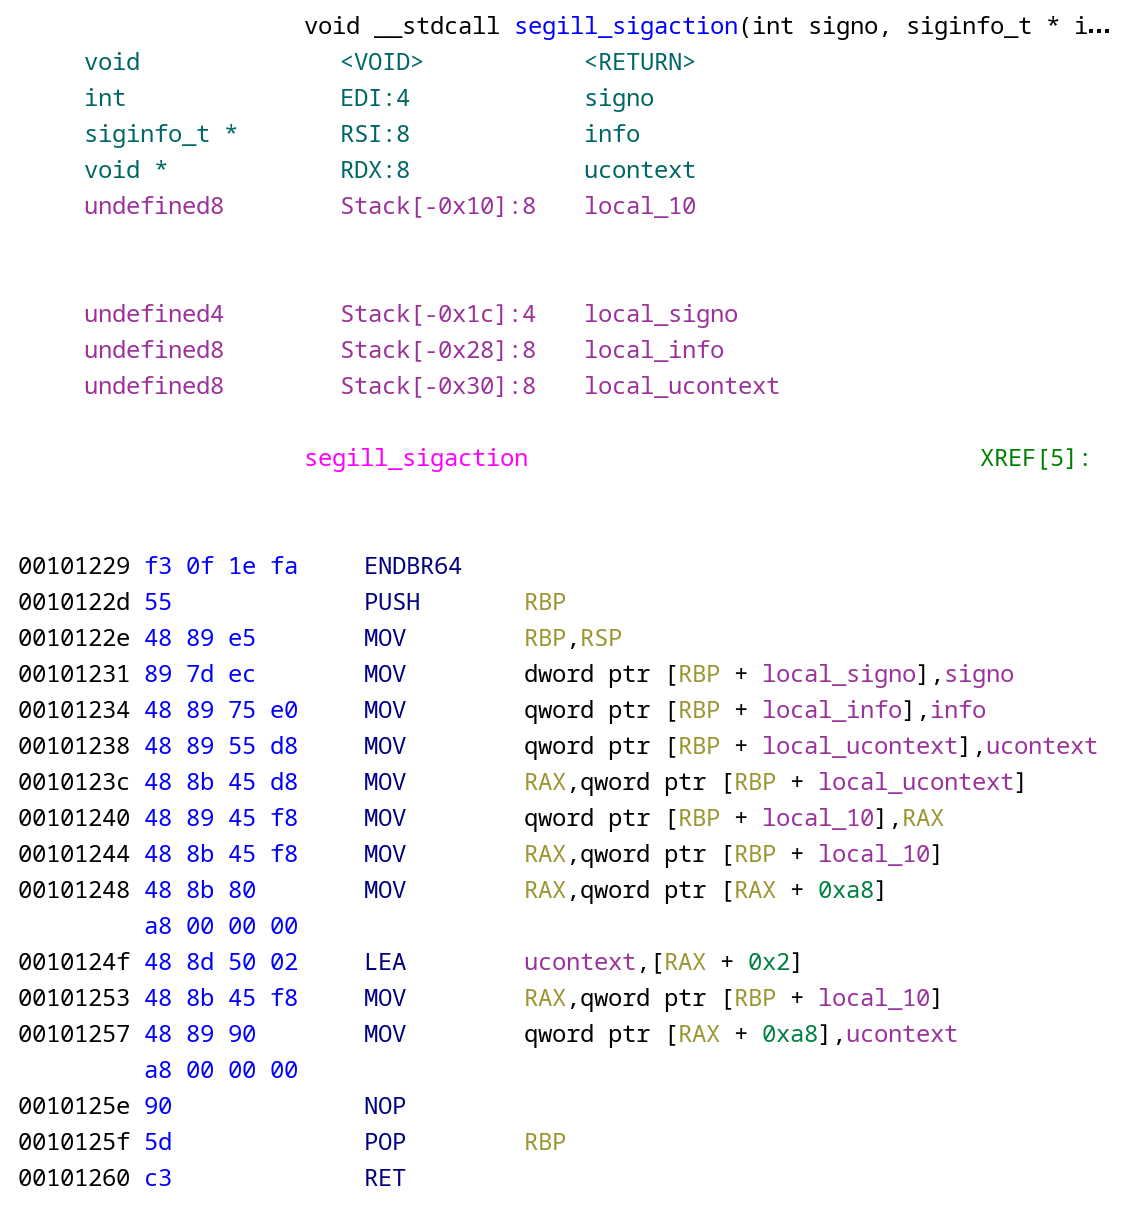 void __stdcall segill_sigaction(int signo, siginfo_t * i...
void <VOID> <RETURN>
int EDI:4 signo
siginfo_t * RSI:8 info
void * RDX:8 ucontext
undefined8 Stack[-0x10]:8 local_10
undefined4 Stack[-0x1c]:4 local_signo
undefined8 Stack[-0x28]:8 local_info
undefined8 Stack[-0x30]:8 local_ucontext
segill_sigaction XREF[5]:
00101229 f3 0f 1e fa ENDBR64
0010122d 55 PUSH RBP
0010122e 48 89 e5 MOV RBP,RSP
00101231 89 7d ec MOV dword ptr [RBP + local_signo],signo
00101234 48 89 75 e0 MOV qword ptr [RBP + local_info],info
00101238 48 89 55 d8 MOV qword ptr [RBP + local_ucontext],ucontext
0010123c 48 8b 45 d8 MOV RAX,qword ptr [RBP + local_ucontext]
00101240 48 89 45 f8 MOV qword ptr [RBP + local_10],RAX
00101244 48 8b 45 f8 MOV RAX,qword ptr [RBP + local_10]
00101248 48 8b 80 MOV RAX,qword ptr [RAX + 0xa8]
a8 00 00 00
0010124f 48 8d 50 02 LEA ucontext,[RAX + 0x2]
00101253 48 8b 45 f8 MOV RAX,qword ptr [RBP + local_10]
00101257 48 89 90 MOV qword ptr [RAX + 0xa8],ucontext
a8 00 00 00
0010125e 90 NOP
0010125f 5d POP RBP
00101260 c3 RET